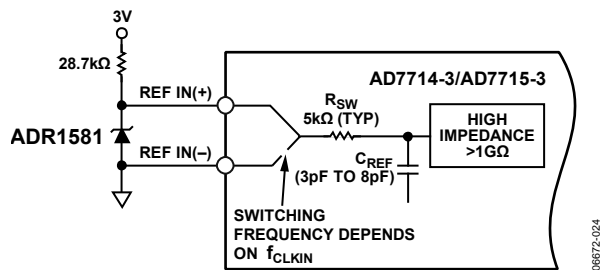 3V
28.7kΩ
REF IN(+)
ADR1581
REF IN(–)
AD7714-3/AD7715-3
RSW
5kΩ (TYP)
HIGH
IMPEDANCE
>1GΩ
CREF
(3pF TO 8pF)
SWITCHING
FREQUENCY DEPENDS
ON fCLKIN
06672-024